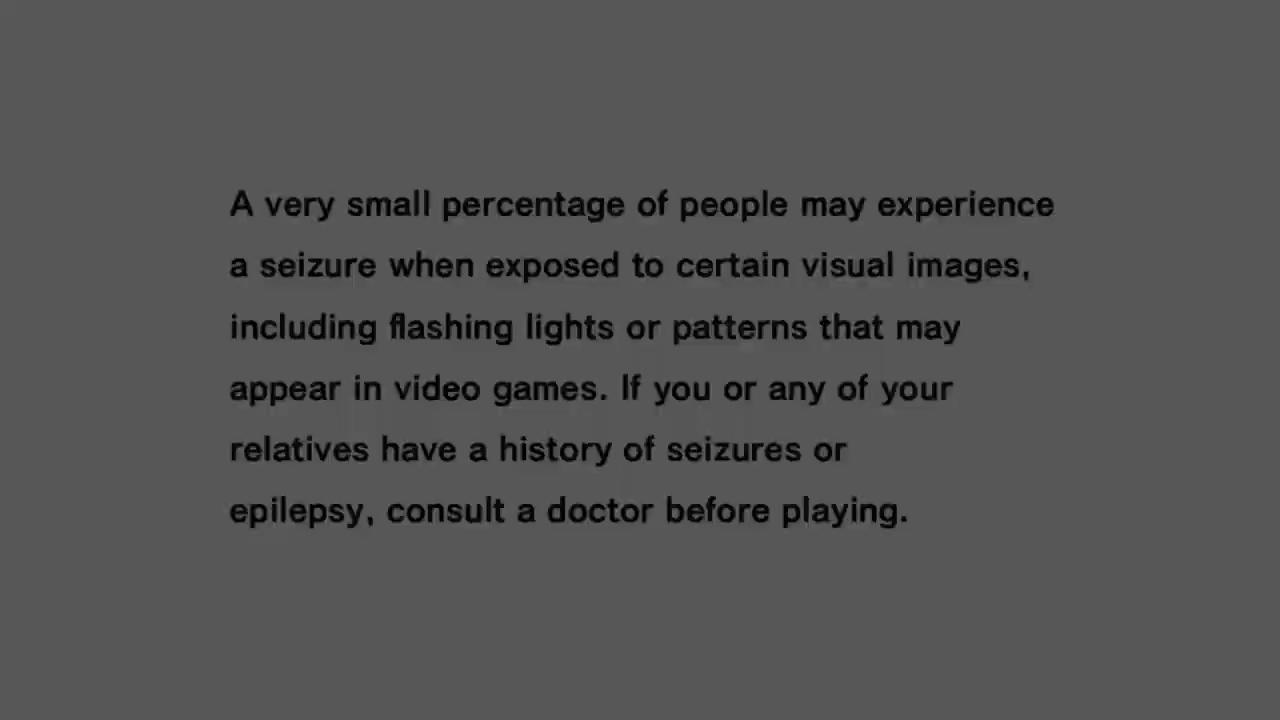 A very small percentage of people may experience
a seizure when exposed to certain visual images,
including flashing lights or patterns that may
appear in video games. If you or any of your
relatives have a history of seizures or
epilepsy, consult a doctor before playing.